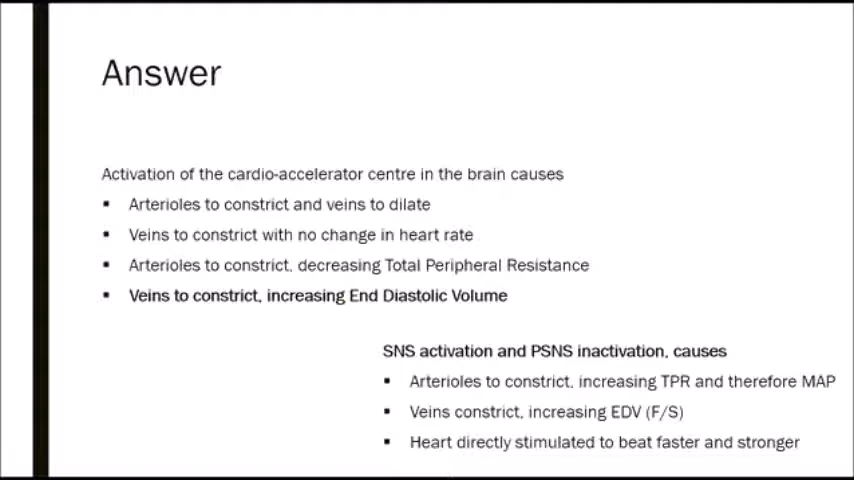 Answer
Activation of the cardio-accelerator centre in the brain causes
▪ Arterioles to constrict and veins to dilate
▪ Veins to constrict with no change in heart rate
▪ Arterioles to constrict, decreasing Total Peripheral Resistance
▪ Veins to constrict, increasing End Diastolic Volume
SNS activation and PSNS inactivation, causes
▪ Arterioles to constrict, increasing TPR and therefore MAP
▪ Veins constrict, increasing EDV (F/S)
▪ Heart directly stimulated to beat faster and stronger